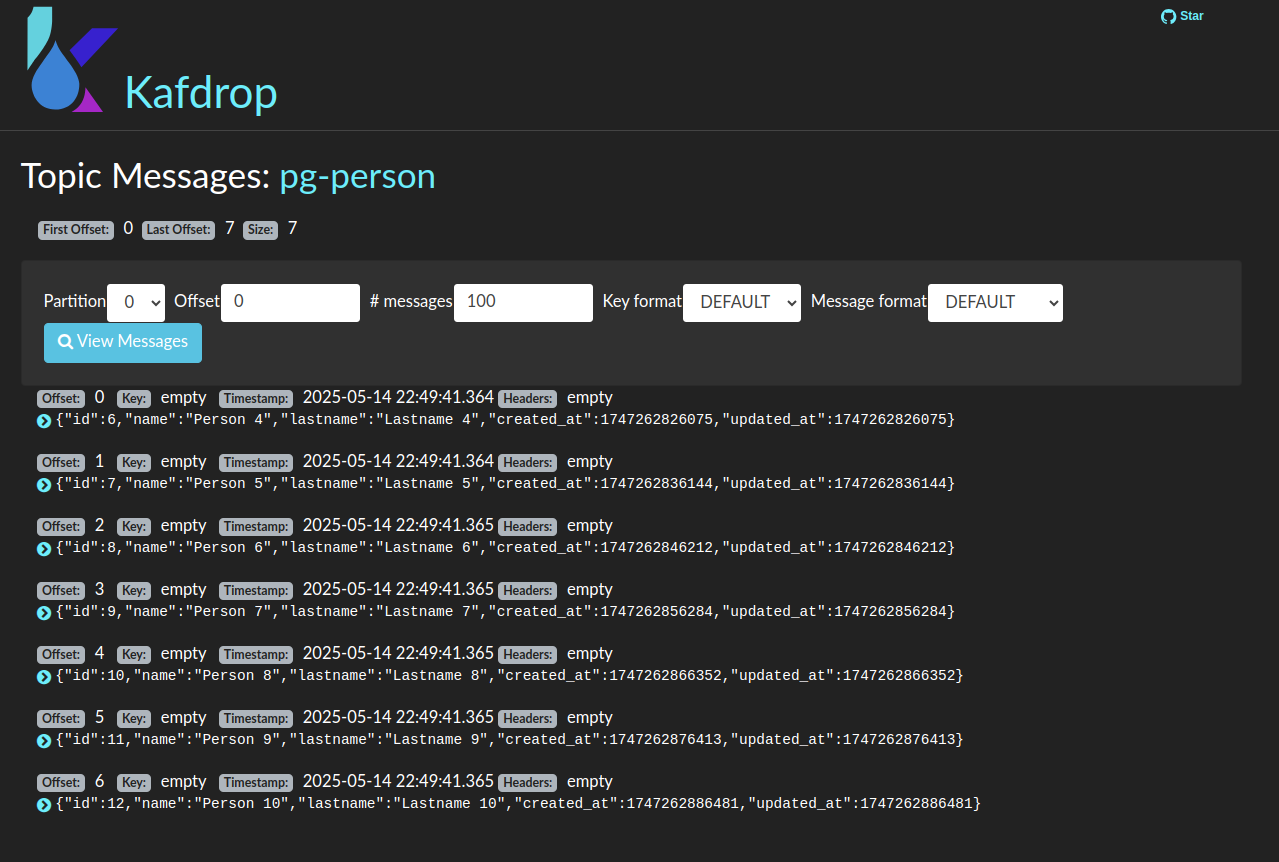 Star
Kafdrop
Topic Messages: pg-person
First Offset: 0 Last Offset: 7 Size: 7
Partition 0 Offset 0 # messages 100 Key format DEFAULT Message format DEFAULT
View Messages
Offset: 0 Key: empty Timestamp: 2025-05-14 22:49:41.364 Headers: empty
{"id":6,"name":"Person 4","lastname":"Lastname 4","created_at":1747262826075,"updated_at":1747262826075}
Offset: 1 Key: empty Timestamp: 2025-05-14 22:49:41.364 Headers: empty
{"id":7,"name":"Person 5","lastname":"Lastname 5","created_at":1747262836144,"updated_at":1747262836144}
Offset: 2 Key: empty Timestamp: 2025-05-14 22:49:41.365 Headers: empty
{"id":8,"name":"Person 6","lastname":"Lastname 6","created_at":1747262846212,"updated_at":1747262846212}
Offset: 3 Key: empty Timestamp: 2025-05-14 22:49:41.365 Headers: empty
{"id":9,"name":"Person 7","lastname":"Lastname 7","created_at":1747262856284,"updated_at":1747262856284}
Offset: 4 Key: empty Timestamp: 2025-05-14 22:49:41.365 Headers: empty
{"id":10,"name":"Person 8","lastname":"Lastname 8","created_at":1747262866352,"updated_at":1747262866352}
Offset: 5 Key: empty Timestamp: 2025-05-14 22:49:41.365 Headers: empty
{"id":11,"name":"Person 9","lastname":"Lastname 9","created_at":1747262876413,"updated_at":1747262876413}
Offset: 6 Key: empty Timestamp: 2025-05-14 22:49:41.365 Headers: empty
{"id":12,"name":"Person 10","lastname":"Lastname 10","created_at":1747262886481,"updated_at":1747262886481}